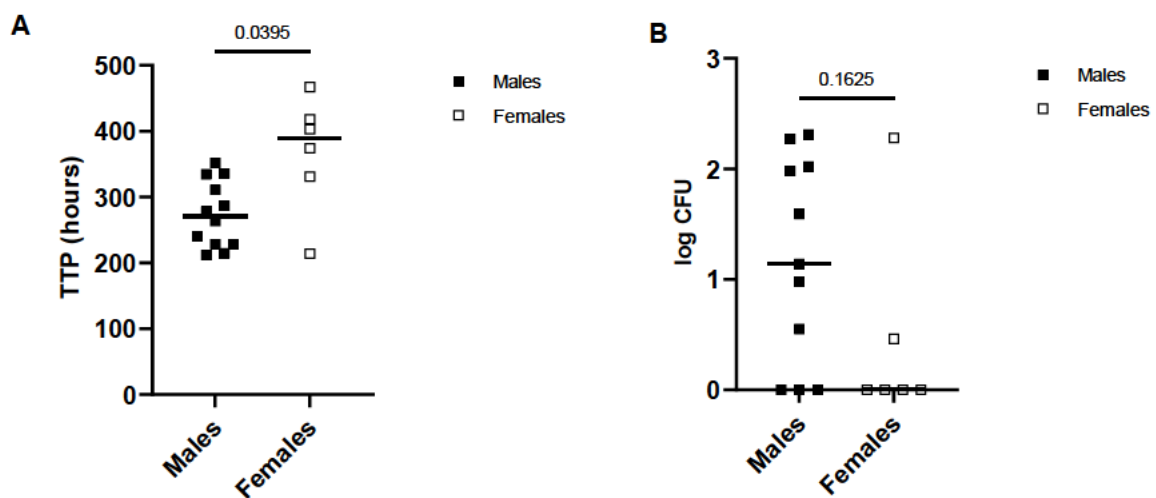 A
0.0395
500
400
300
200
100
0
TTP (hours)
Males
Females
Males
Females
B
0.1625
3
2
1
0
log CFU
Males
Females
Males
Females